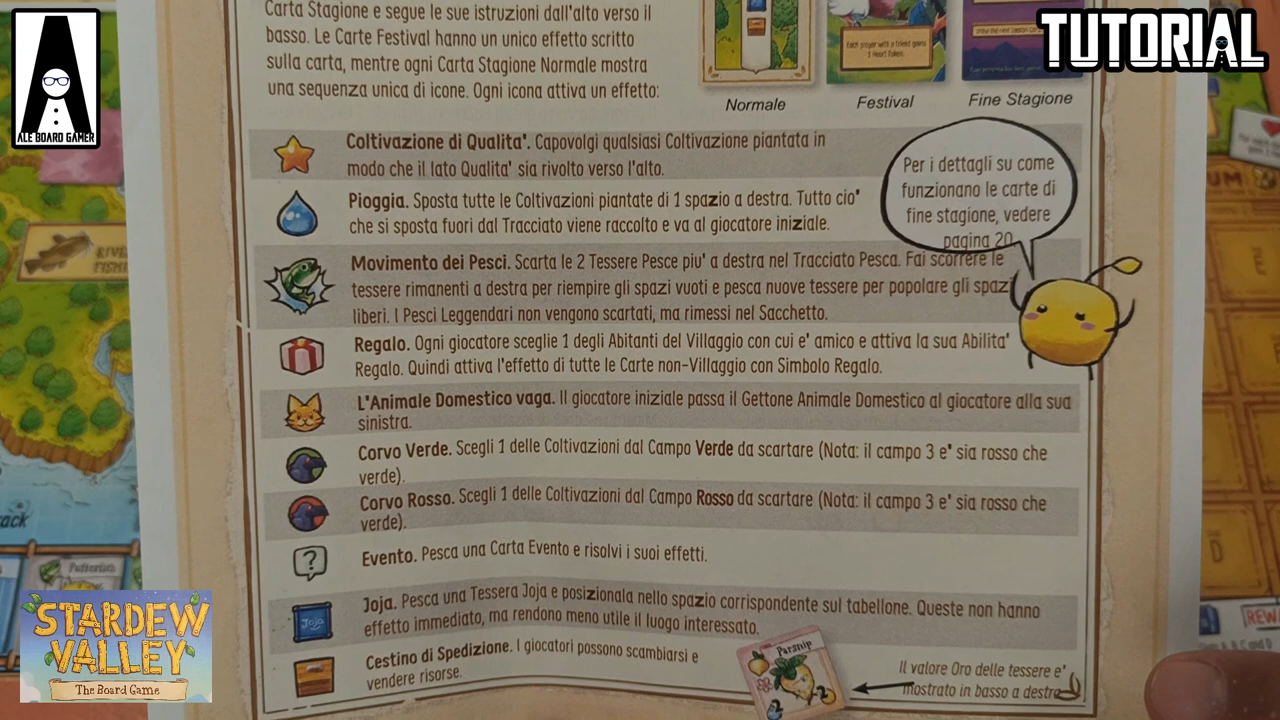 Carta Stagione e segue le sue istruzioni dall'alto verso il
basso. Le Carte Festival hanno un unico effetto scritto
sulla carta, mentre ogni Carta Stagione Normale mostra
una sequenza unica di icone. Ogni icona attiva un effetto:
Each player with a friend gains
1 Heart Token.
Normale
Festival
Fine Stagione
TUTORIAL
ALE BOARD GAMER
Coltivazione di Qualita'. Capovolgi qualsiasi Coltivazione piantata in
modo che il lato Qualita' sia rivolto verso l'alto.
Pioggia. Sposta tutte le Coltivazioni piantate di 1 spazio a destra. Tutto cio'
che si sposta fuori dal Tracciato viene raccolto e va al giocatore iniziale.
Per i dettagli su come
funzionano le carte di
fine stagione, vedere
pagina 20
Movimento dei Pesci. Scarta le 2 Tessere Pesce piu' a destra nel Tracciato Pesca. Fai scorrere le
tessere rimanenti a destra per riempire gli spazi vuoti e pesca nuove tessere per popolare gli spazi
liberi. I Pesci Leggendari non vengono scartati, ma rimessi nel Sacchetto.
Regalo. Ogni giocatore sceglie 1 degli Abitanti del Villaggio con cui e' amico e attiva la sua Abilita'
Regalo. Quindi attiva l'effetto di tutte le Carte non-Villaggio con Simbolo Regalo.
L'Animale Domestico vaga. Il giocatore iniziale passa il Gettone Animale Domestico al giocatore alla sua
sinistra.
Corvo Verde. Scegli 1 delle Coltivazioni dal Campo Verde da scartare (Nota: il campo 3 e' sia rosso che
verde).
Corvo Rosso. Scegli 1 delle Coltivazioni dal Campo Rosso da scartare (Nota: il campo 3 e' sia rosso che
verde).
?
Evento. Pesca una Carta Evento e risolvi i suoi effetti.
Joja
Joja. Pesca una Tessera Joja e posizionala nello spazio corrispondente sul tabellone. Queste non hanno
effetto immediato, ma rendono meno utile il luogo interessato.
Cestino di Spedizione. I giocatori possono scambiarsi e
vendere risorse.
Parsnip
2
2
Il valore Oro delle tessere e'
mostrato in basso a destra
STARDEW
VALLEY
The Board Game